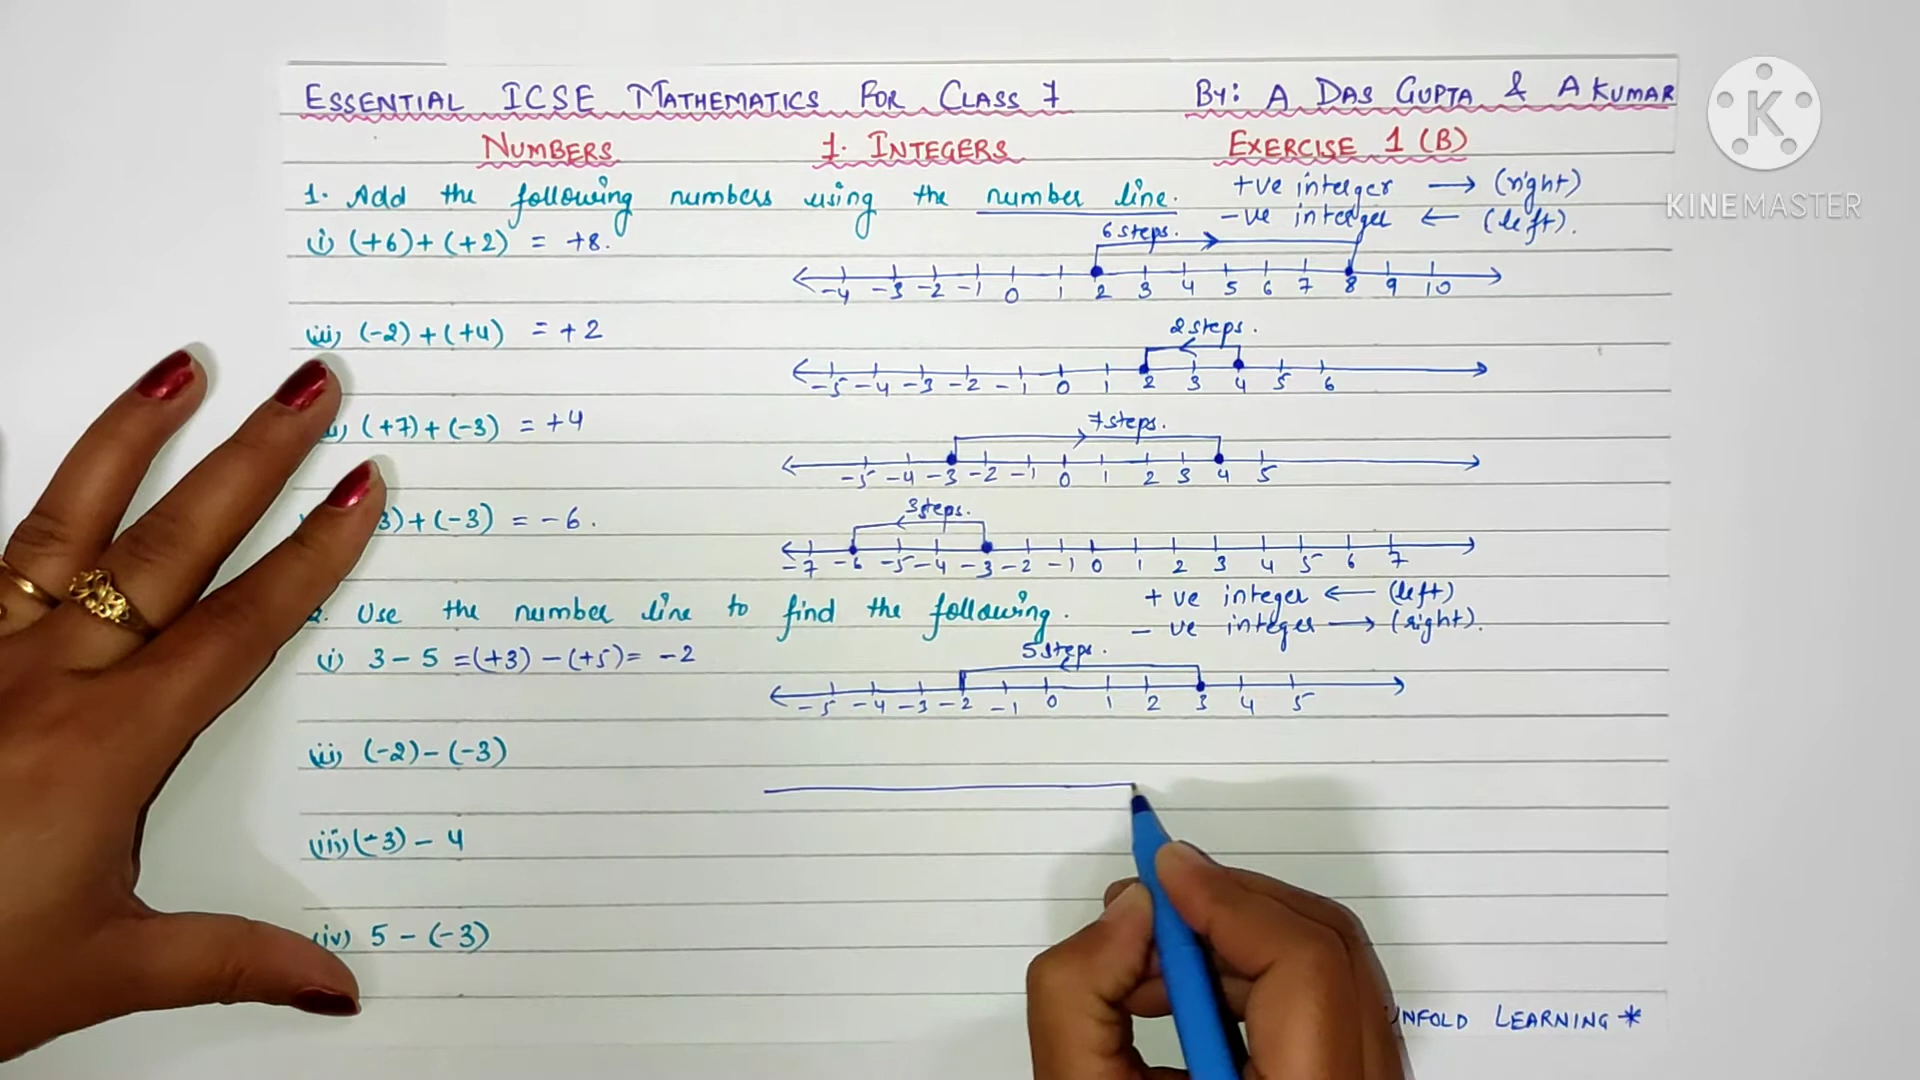 ESSENTIAL ICSE MATHEMATICS FOR CLASS 7 BY: A DAS GUPTA & A KUMAR
K
KINEMASTER
NUMBERS 1. INTEGERS EXERCISE 1 (B)
1. Add the following numbers using the number line. +ve interger → (right)
-ve interger ← (left).
(i) (+6)+(+2) = +8.
6 steps.
-4 -3 -2 -1 0 1 2 3 4 5 6 7 8 9 10
(ii) (-2)+(+4) = +2
2 steps.
-5 -4 -3 -2 -1 0 1 2 3 4 5 6
(+7)+(-3) = +4
7 steps.
-5 -4 -3 -2 -1 0 1 2 3 4 5
3)+(-3) = -6.
3 steps.
-7 -6 -5 -4 -3 -2 -1 0 1 2 3 4 5 6 7
2. Use the number line to find the following. +ve integer ← (left)
-ve integer → (right).
(i) 3-5 =(+3)-(+5)= -2
5 steps.
-5 -4 -3 -2 -1 0 1 2 3 4 5
(ii) (-2)-(-3)
(iii) (-3)-4
(iv) 5-(-3)
UNFOLD LEARNING *